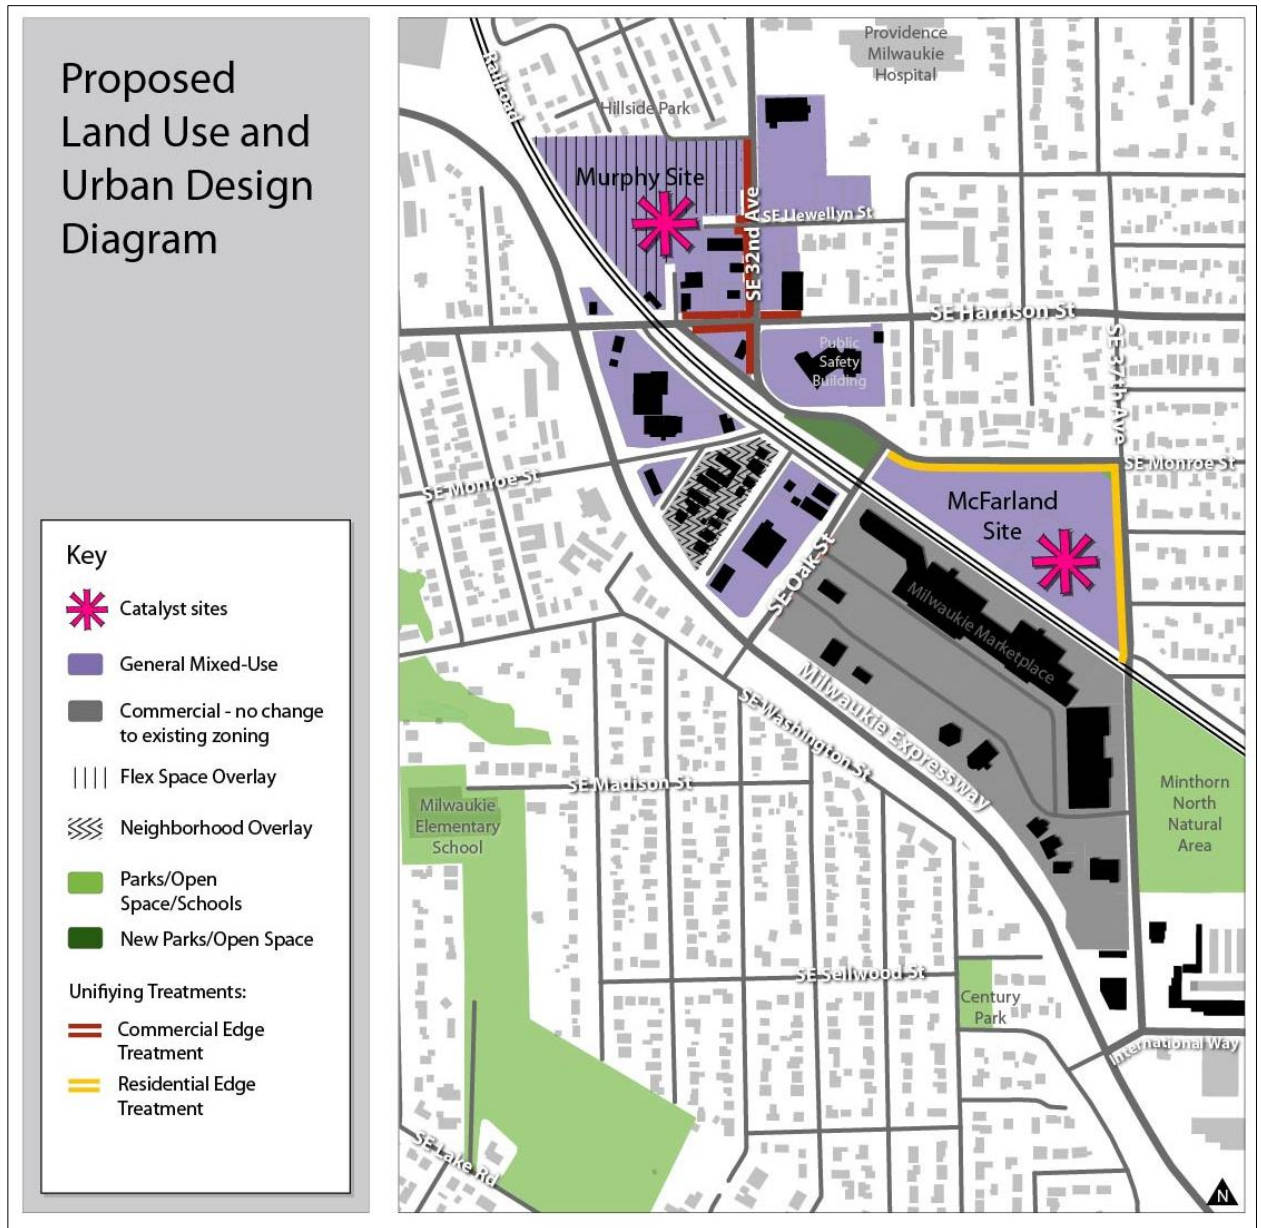 Proposed
Land Use and
Urban Design
Diagram
Key
Catalyst sites
General Mixed-Use
Commercial - no change
to existing zoning
Flex Space Overlay
Neighborhood Overlay
Parks/Open
Space/Schools
New Parks/Open Space
Unifiying Treatments:
Commercial Edge
Treatment
Residential Edge
Treatment
Railroad
Providence
Milwaukie
Hospital
Hillside Park
Murphy Site
SE Llewellyn St
SE 32nd Ave
SE Harrison St
Public
Safety
Building
SE 37th Ave
SE Monroe St
SE Monroe St
McFarland
Site
SE Oak St
Milwaukie Marketplace
Milwaukie Expressway
SE Washington St
SE Madison St
Milwaukie
Elementary
School
Minthorn
North
Natural
Area
SE Sellwood St
Century
Park
International Way
SE Lake Rd
N